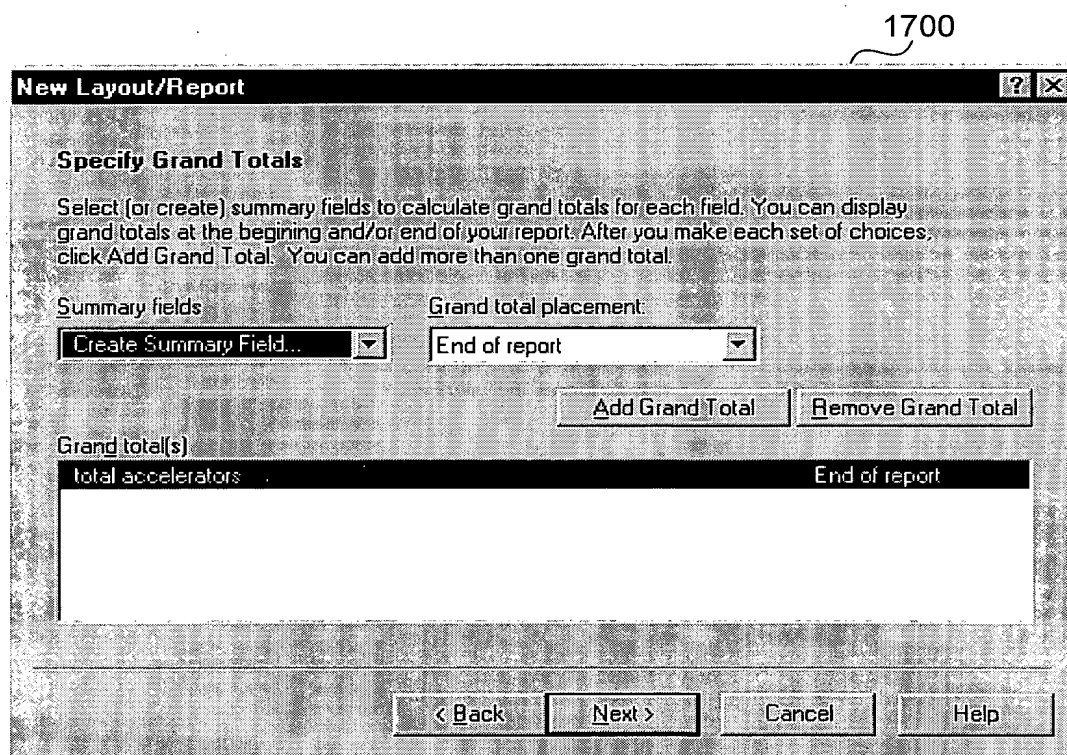 1700
New Layout/Report
Specify Grand Totals
Select (or create) summary fields to calculate grand totals for each field. You can display
grand totals at the begining and/or end of your report. After you make each set of choices,
click Add Grand Total. You can add more than one grand total.
Summary fields Grand total placement:
Create Summary Field... End of report
Add Grand Total Remove Grand Total
Grand total(s)
total accelerators End of report
< Back Next > Cancel Help